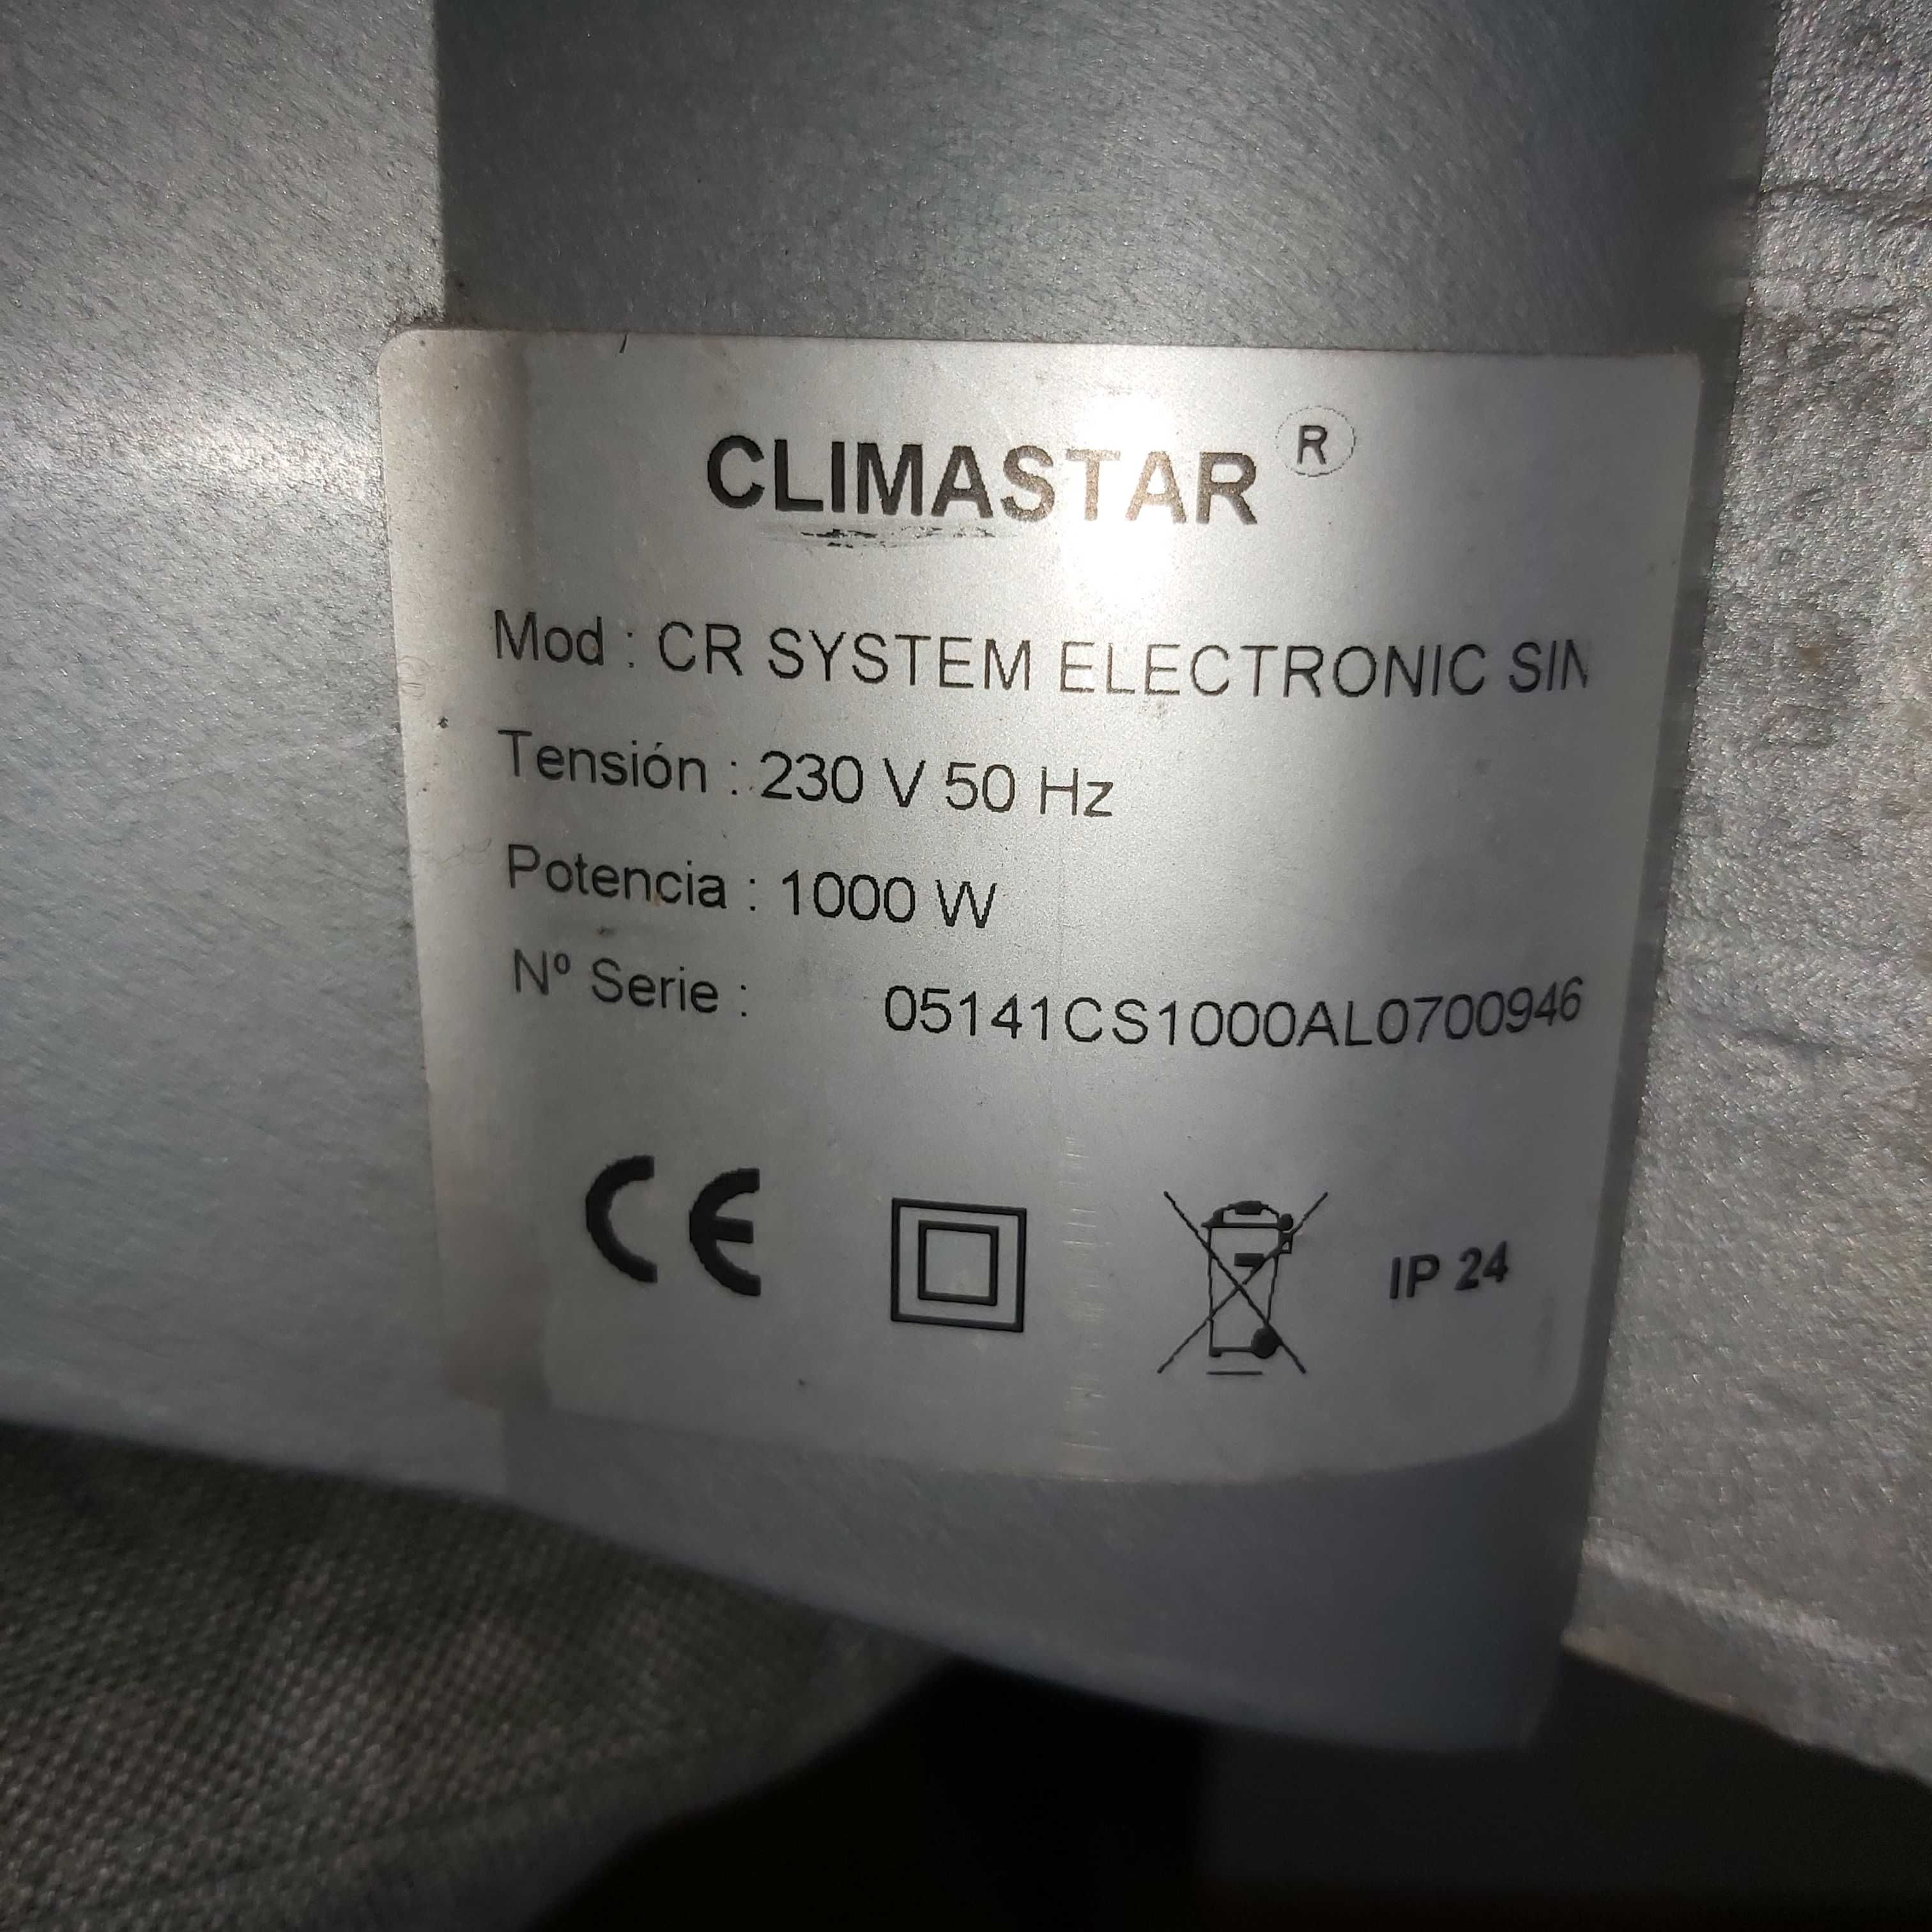 CLIMASTAR ®
Mod : CR SYSTEM ELECTRONIC SIN
Tensión : 230 V 50 Hz
Potencia : 1000 W
Nº Serie : 05141CS1000AL0700946
CE IP 24